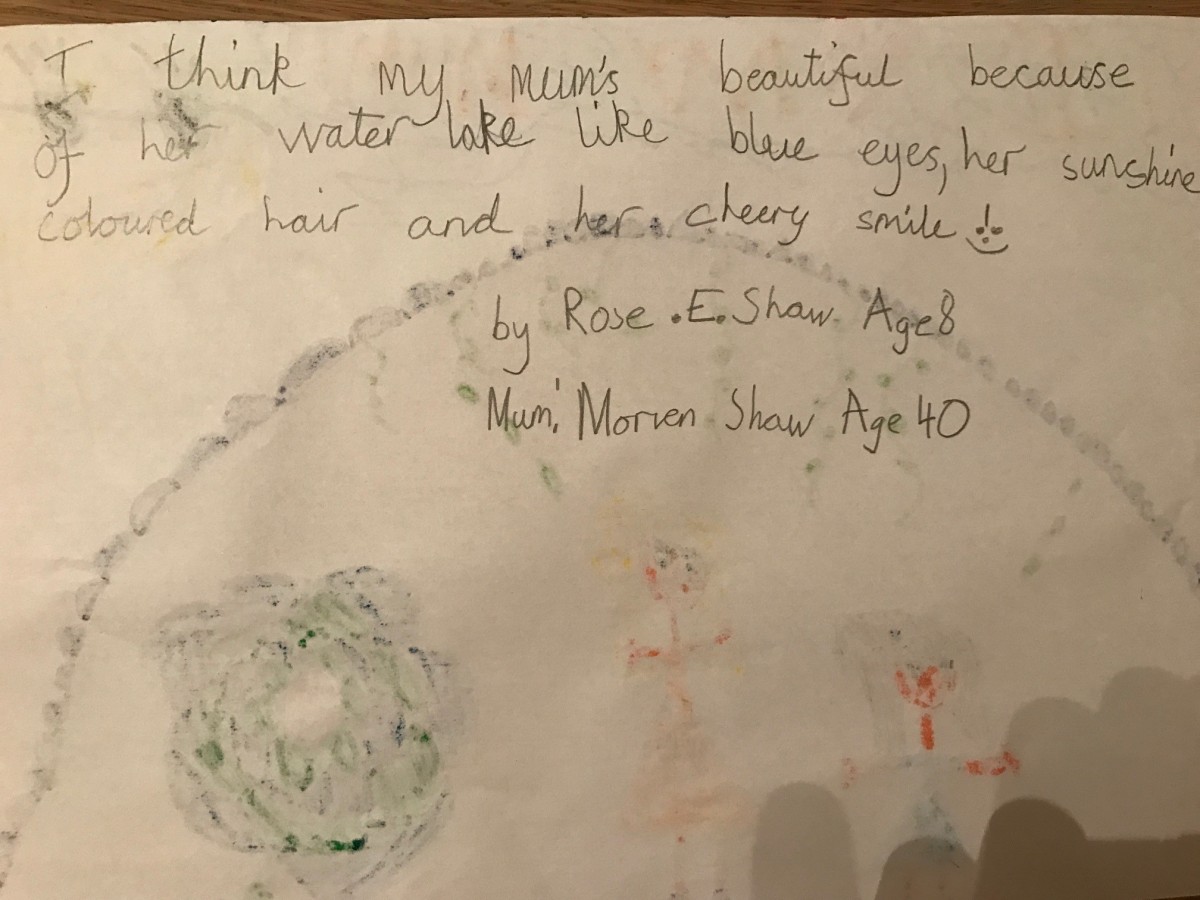 I think my mum's beautiful because
of her water lake like blue eyes, her sunshine
coloured hair and her cheery smile!
by Rose .E. Shaw Age 8
Mum: Morven Shaw Age 40